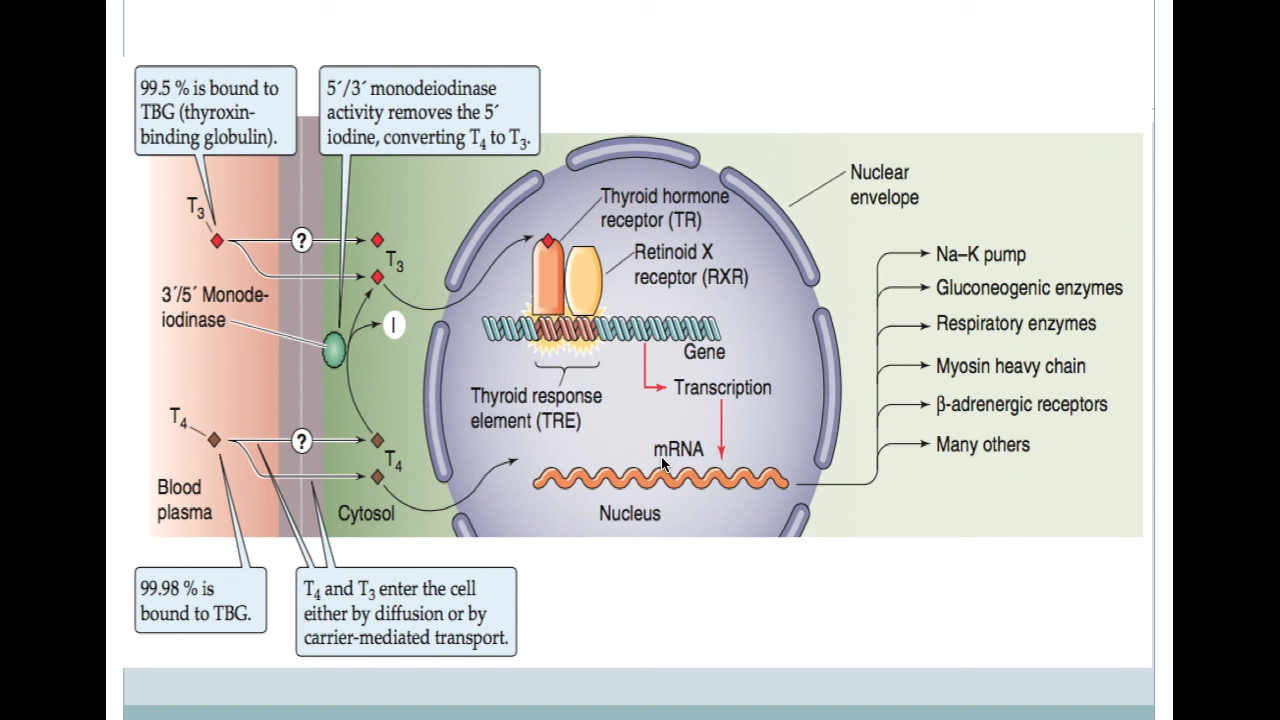 99.5 % is bound to
TBG (thyroxin-
binding globulin).
5´/3´ monodeiodinase
activity removes the 5´
iodine, converting T₄ to T₃.
Nuclear
envelope
Thyroid hormone
receptor (TR)
T₃
?
T₃
Retinoid X
receptor (RXR)
3´/5´ Monode-
iodinase
I
Gene
Transcription
Thyroid response
element (TRE)
mRNA
T₄
?
T₄
Blood
plasma
Cytosol
Nucleus
Na–K pump
Gluconeogenic enzymes
Respiratory enzymes
Myosin heavy chain
β-adrenergic receptors
Many others
99.98 % is
bound to TBG.
T₄ and T₃ enter the cell
either by diffusion or by
carrier-mediated transport.